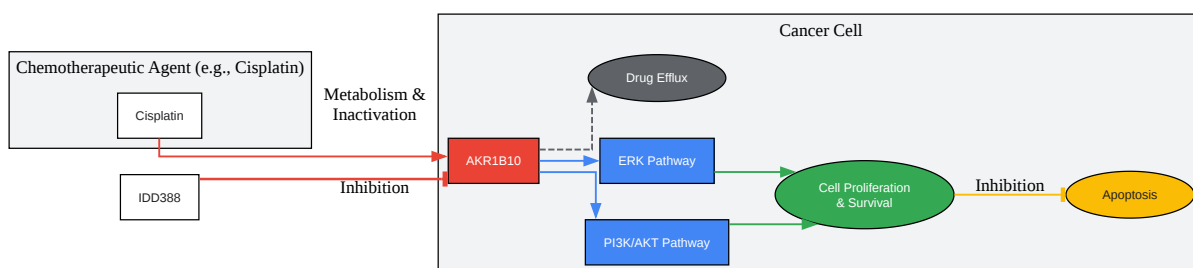 Cancer Cell
Chemotherapeutic Agent (e.g., Cisplatin)
Cisplatin
Metabolism &
Inactivation
Drug Efflux
AKR1B10
ERK Pathway
IDD388
Inhibition
Cell Proliferation
& Survival
Inhibition
Apoptosis
PI3K/AKT Pathway